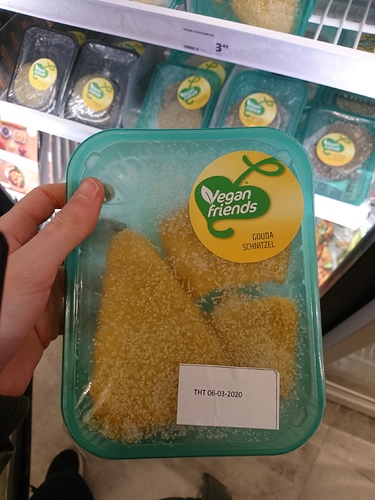 3.49
Vegan
friends
GOUDA
SCHNITZEL
THT 06-03-2020